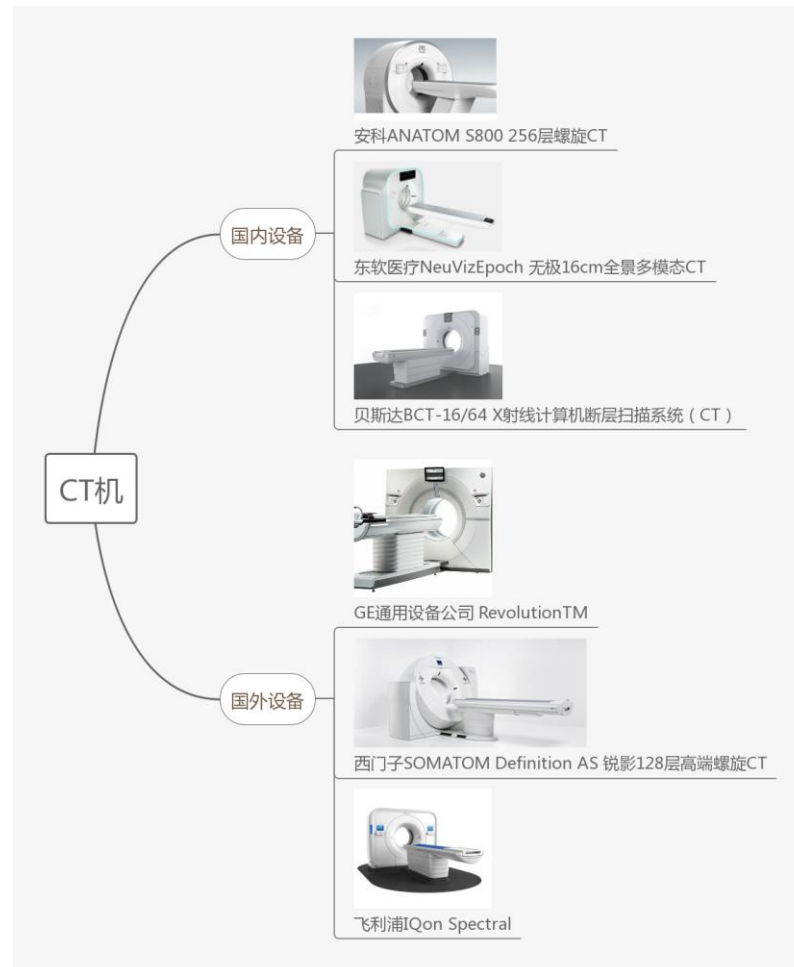 安科ANATOM S800 256层螺旋CT
国内设备
东软医疗NeuVizEpoch 无极16cm全景多模态CT
贝斯达BCT-16/64 X射线计算机断层扫描系统（CT）
CT机
GE通用设备公司 RevolutionTM
国外设备
西门子SOMATOM Definition AS 锐影128层高端螺旋CT
飞利浦IQon Spectral